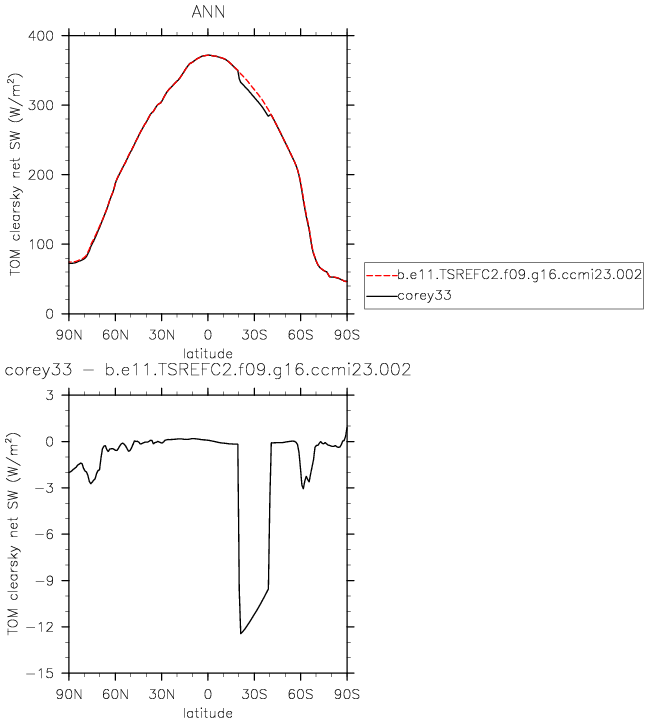 ANN
TOM clearsky net SW (W/m²)
400
300
200
100
0
90N 60N 30N 0 30S 60S 90S
latitude
b.e11.TSREFC2.f09.g16.ccmi23.002
corey33
corey33 − b.e11.TSREFC2.f09.g16.ccmi23.002
TOM clearsky net SW (W/m²)
3
0
−3
−6
−9
−12
−15
90N 60N 30N 0 30S 60S 90S
latitude